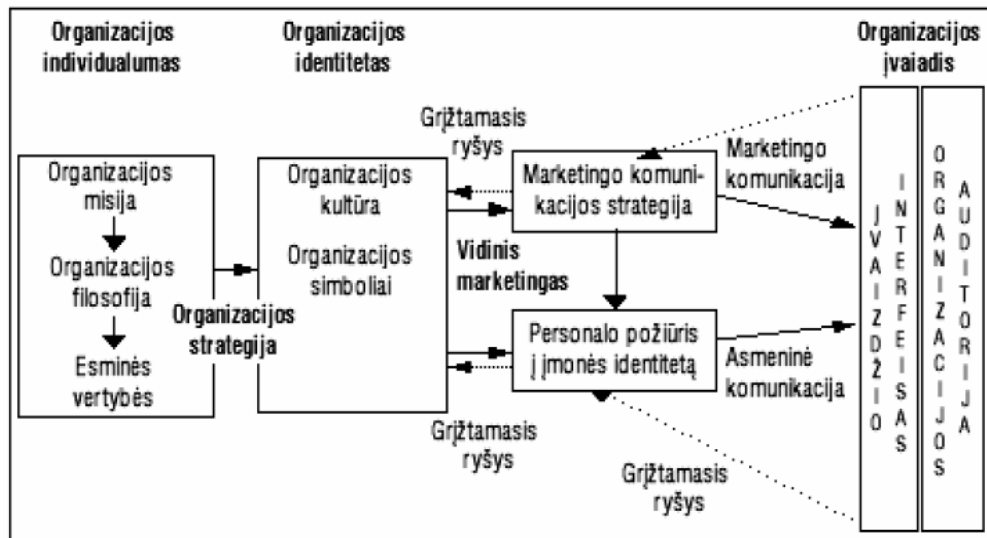 Organizacijos
individualumas
Organizacijos
identitetas
Organizacijos
įvaiadis
Organizacijos
misija
Organizacijos
filosofija
Esminės
vertybės
Organizacijos
strategija
Organizacijos
kultūra
Organizacijos
simboliai
Grįžtamasis
ryšys
Vidinis
marketingas
Grįžtamasis
ryšys
Marketingo komuni-
kacijos strategija
Personalo požiūris
į įmonės identitetą
Marketingo
komunikacija
Asmeninė
komunikacija
Grįžtamasis
ryšys
ĮVAIZDŽIO
INTERFEISAS
ORGANIZACIJOS
AUDITORIJA